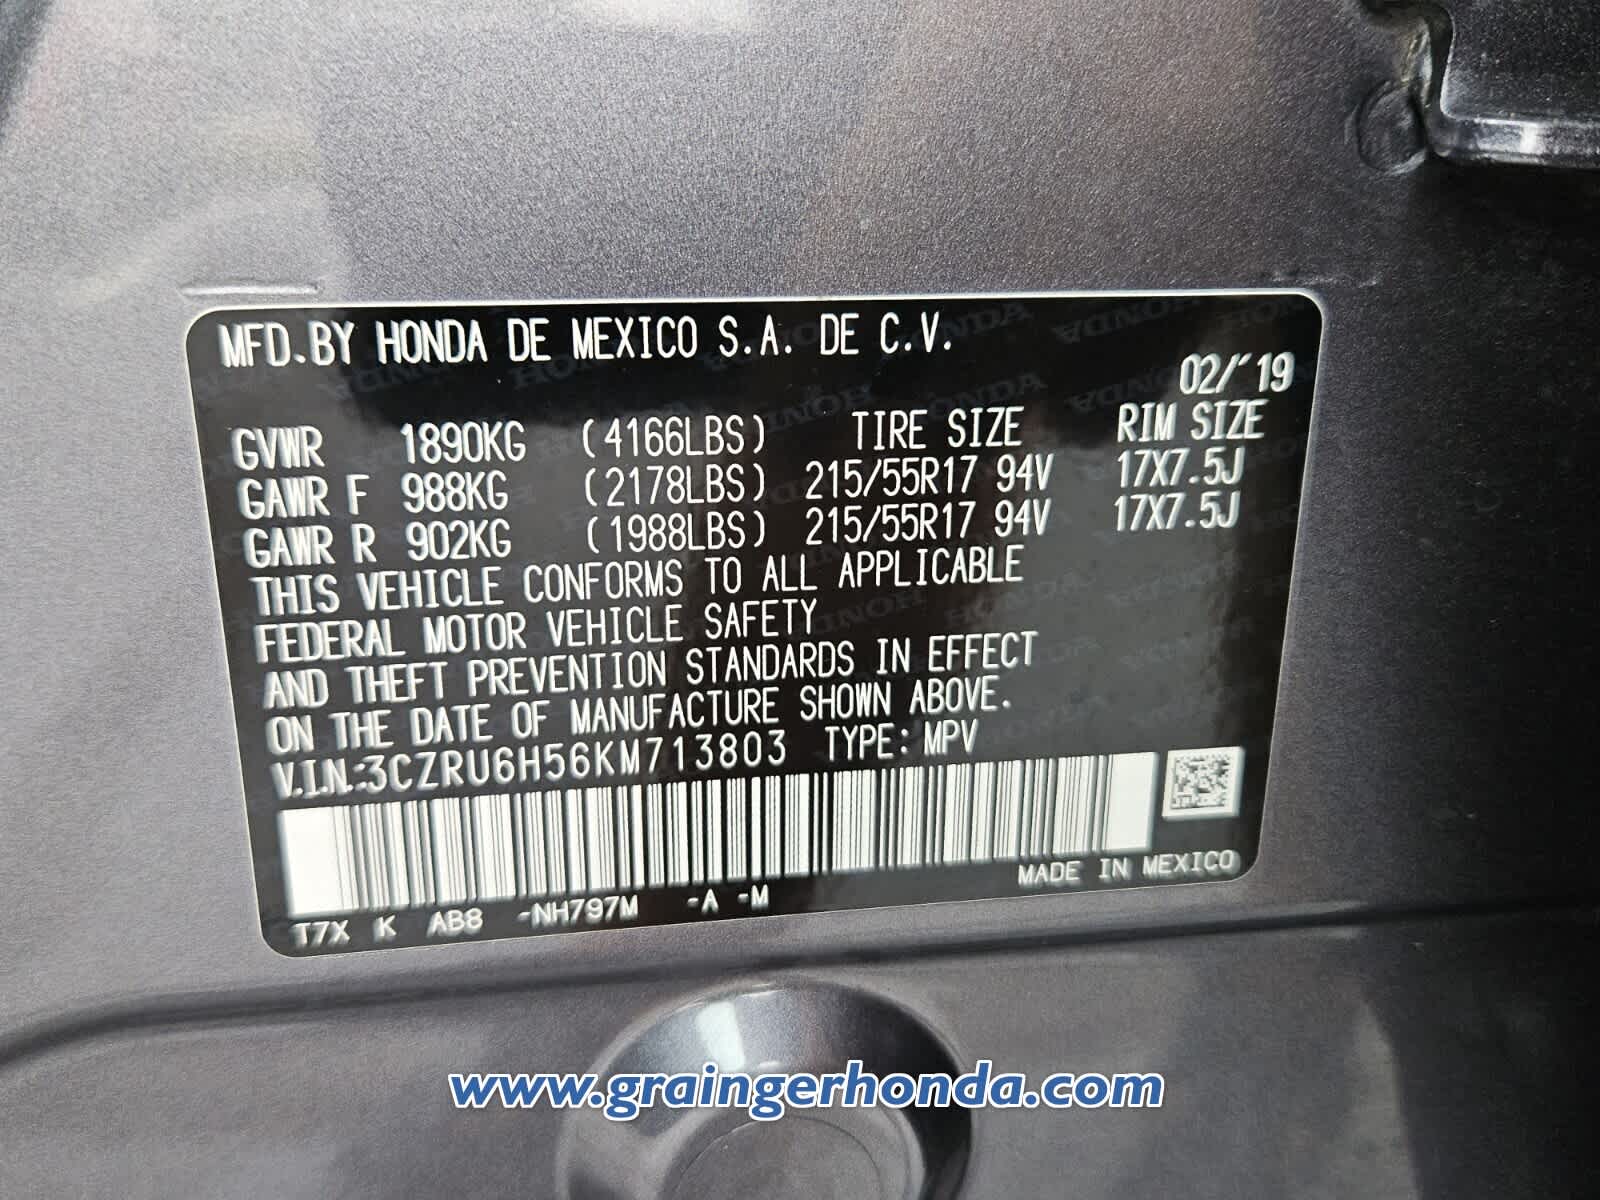 MFD.BY HONDA DE MEXICO S.A. DE C.V.
02/'19
GVWR 1890KG (4166LBS) TIRE SIZE RIM SIZE
GAWR F 988KG (2178LBS) 215/55R17 94V 17X7.5J
GAWR R 902KG (1988LBS) 215/55R17 94V 17X7.5J
THIS VEHICLE CONFORMS TO ALL APPLICABLE
FEDERAL MOTOR VEHICLE SAFETY
AND THEFT PREVENTION STANDARDS IN EFFECT
ON THE DATE OF MANUFACTURE SHOWN ABOVE.
V.I.N.:3CZRU6H56KM713803 TYPE: MPV
MADE IN MEXICO
T7X K AB8 -NH797M -A -M
www.graingerhonda.com